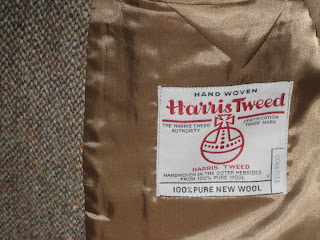 HAND WOVEN
Harris Tweed
THE HARRIS TWEED AUTHORITY
CERTIFICATION TRADE MARK
HARRIS TWEED
HANDWOVEN IN THE OUTER HEBRIDES
FROM 100% PURE WOOL
100% PURE NEW WOOL